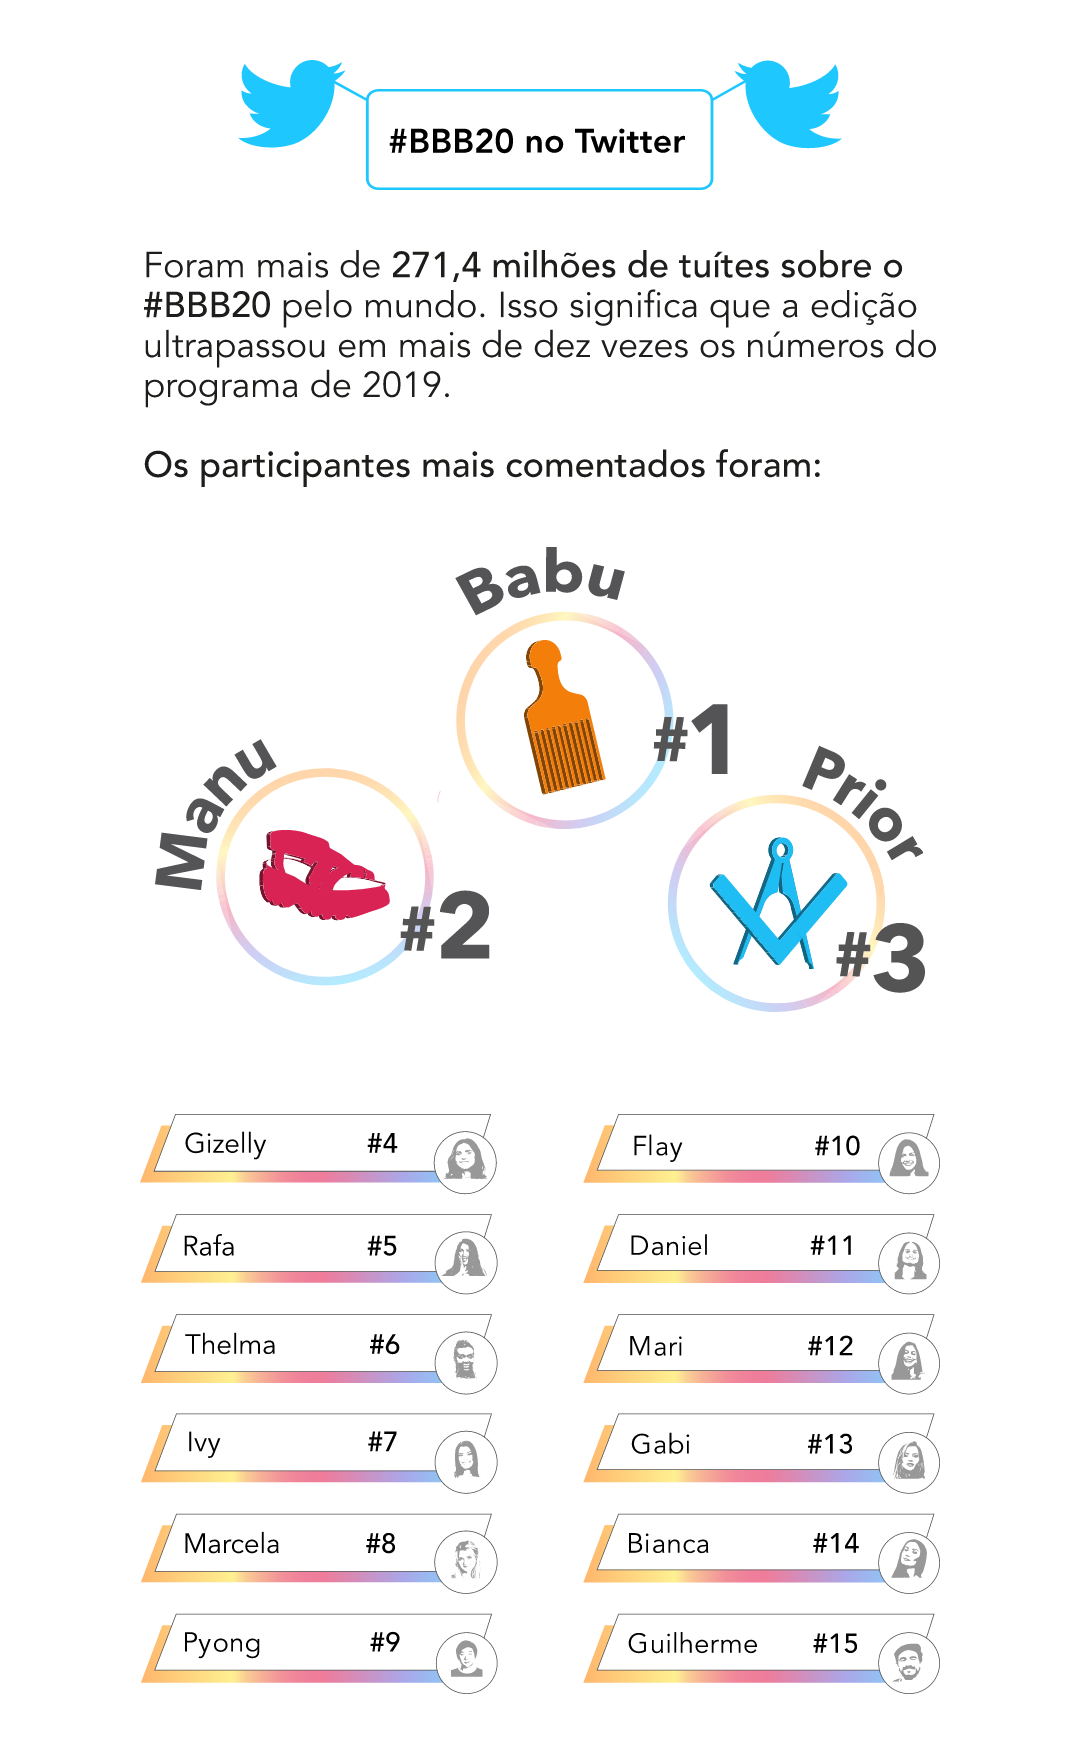 #BBB20 no Twitter
Foram mais de 271,4 milhões de tuítes sobre o
#BBB20 pelo mundo. Isso significa que a edição
ultrapassou em mais de dez vezes os números do
programa de 2019.
Os participantes mais comentados foram:
Babu
#1
Manu
#2
Prior
#3
Gizelly #4
Rafa #5
Thelma #6
Ivy #7
Marcela #8
Pyong #9
Flay #10
Daniel #11
Mari #12
Gabi #13
Bianca #14
Guilherme #15